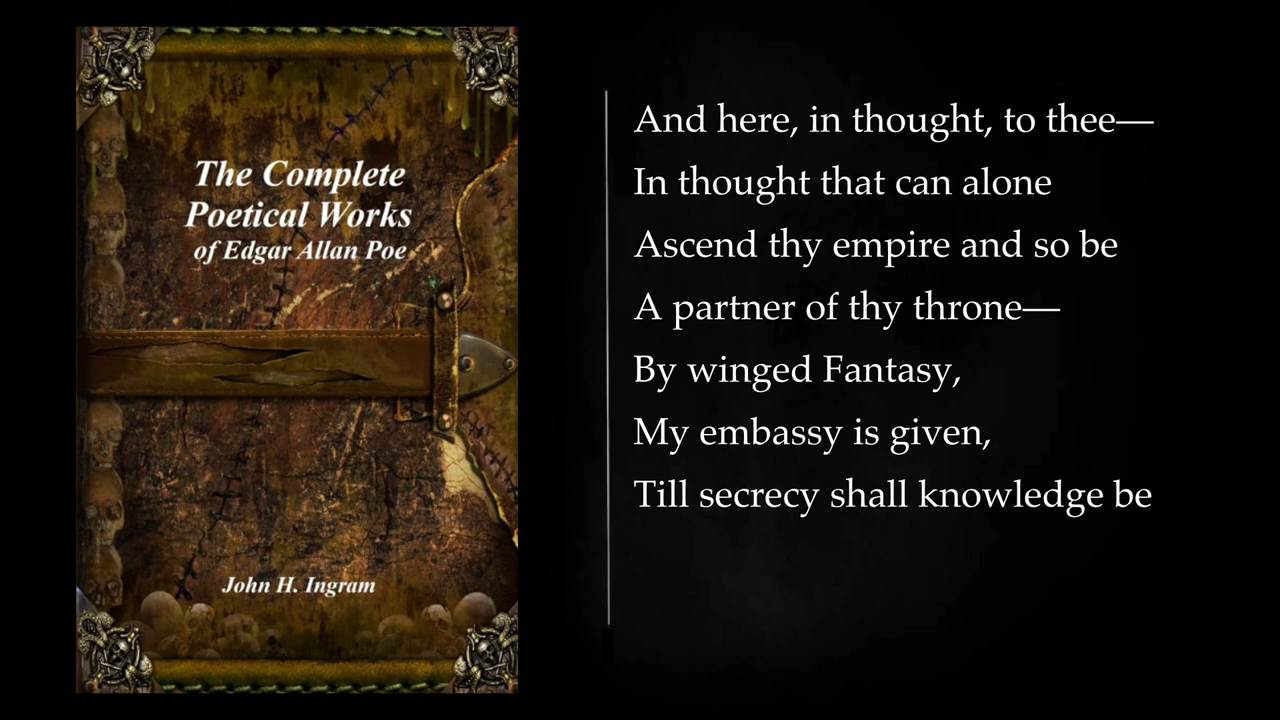 The Complete
Poetical Works
of Edgar Allan Poe
John H. Ingram
And here, in thought, to thee—
In thought that can alone
Ascend thy empire and so be
A partner of thy throne—
By winged Fantasy,
My embassy is given,
Till secrecy shall knowledge be